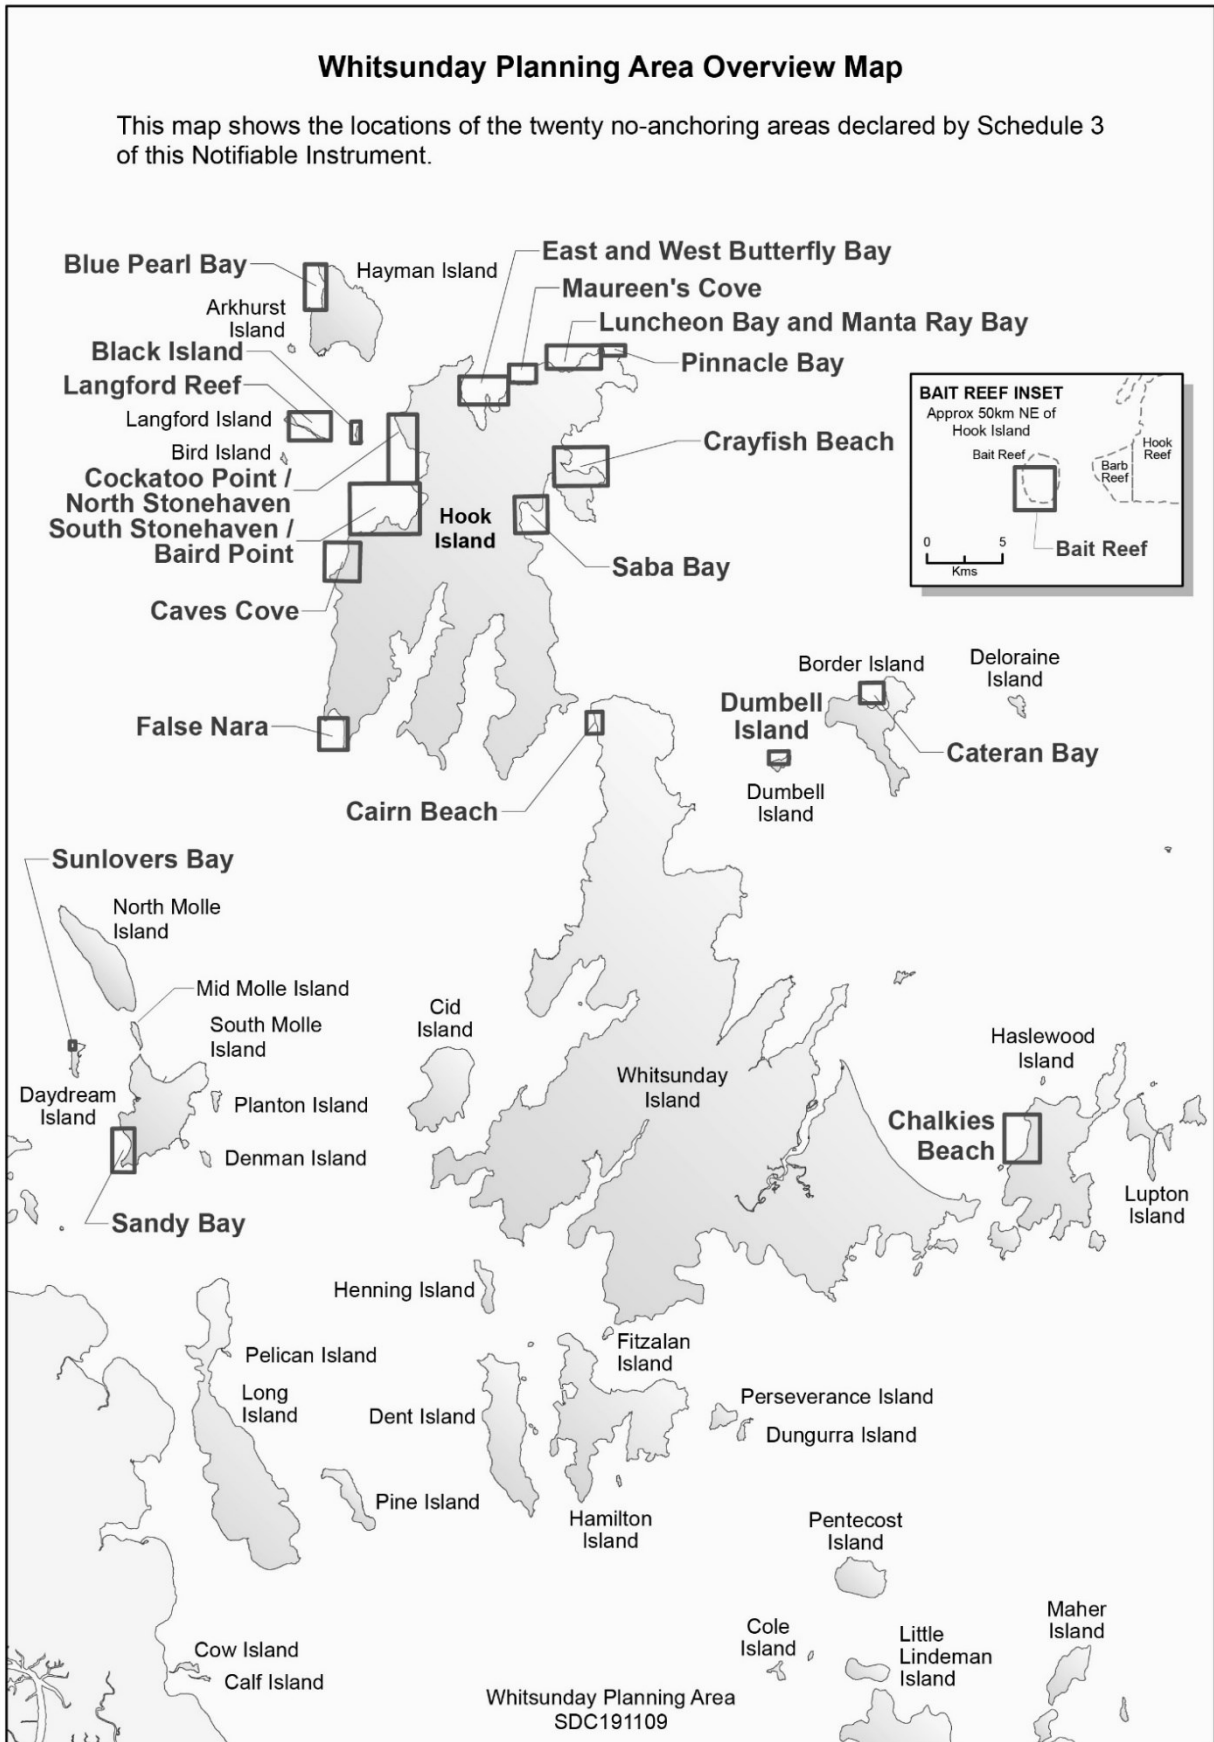 Whitsunday Planning Area Overview Map
This map shows the locations of the twenty no-anchoring areas declared by Schedule 3
of this Notifiable Instrument.
East and West Butterfly Bay
Blue Pearl Bay
Hayman Island
Maureen's Cove
Arkhurst
Island
Luncheon Bay and Manta Ray Bay
Black Island
Pinnacle Bay
Langford Reef
Langford Island
Bird Island
Crayfish Beach
Cockatoo Point /
North Stonehaven
South Stonehaven /
Baird Point
Hook
Island
Saba Bay
Caves Cove
BAIT REEF INSET
Approx 50km NE of
Hook Island
Bait Reef
Barb
Reef
Hook
Reef
0
5
Kms
Bait Reef
Border Island
Deloraine
Island
Dumbell
Island
False Nara
Cateran Bay
Dumbell
Island
Cairn Beach
Sunlovers Bay
North Molle
Island
Mid Molle Island
South Molle
Island
Cid
Island
Haslewood
Island
Whitsunday
Island
Daydream
Island
Planton Island
Chalkies
Beach
Denman Island
Lupton
Island
Sandy Bay
Henning Island
Fitzalan
Island
Pelican Island
Long
Island
Dent Island
Perseverance Island
Dungurra Island
Pine Island
Hamilton
Island
Pentecost
Island
Maher
Island
Cole
Island
Little
Lindeman
Island
Cow Island
Calf Island
Whitsunday Planning Area
SDC191109